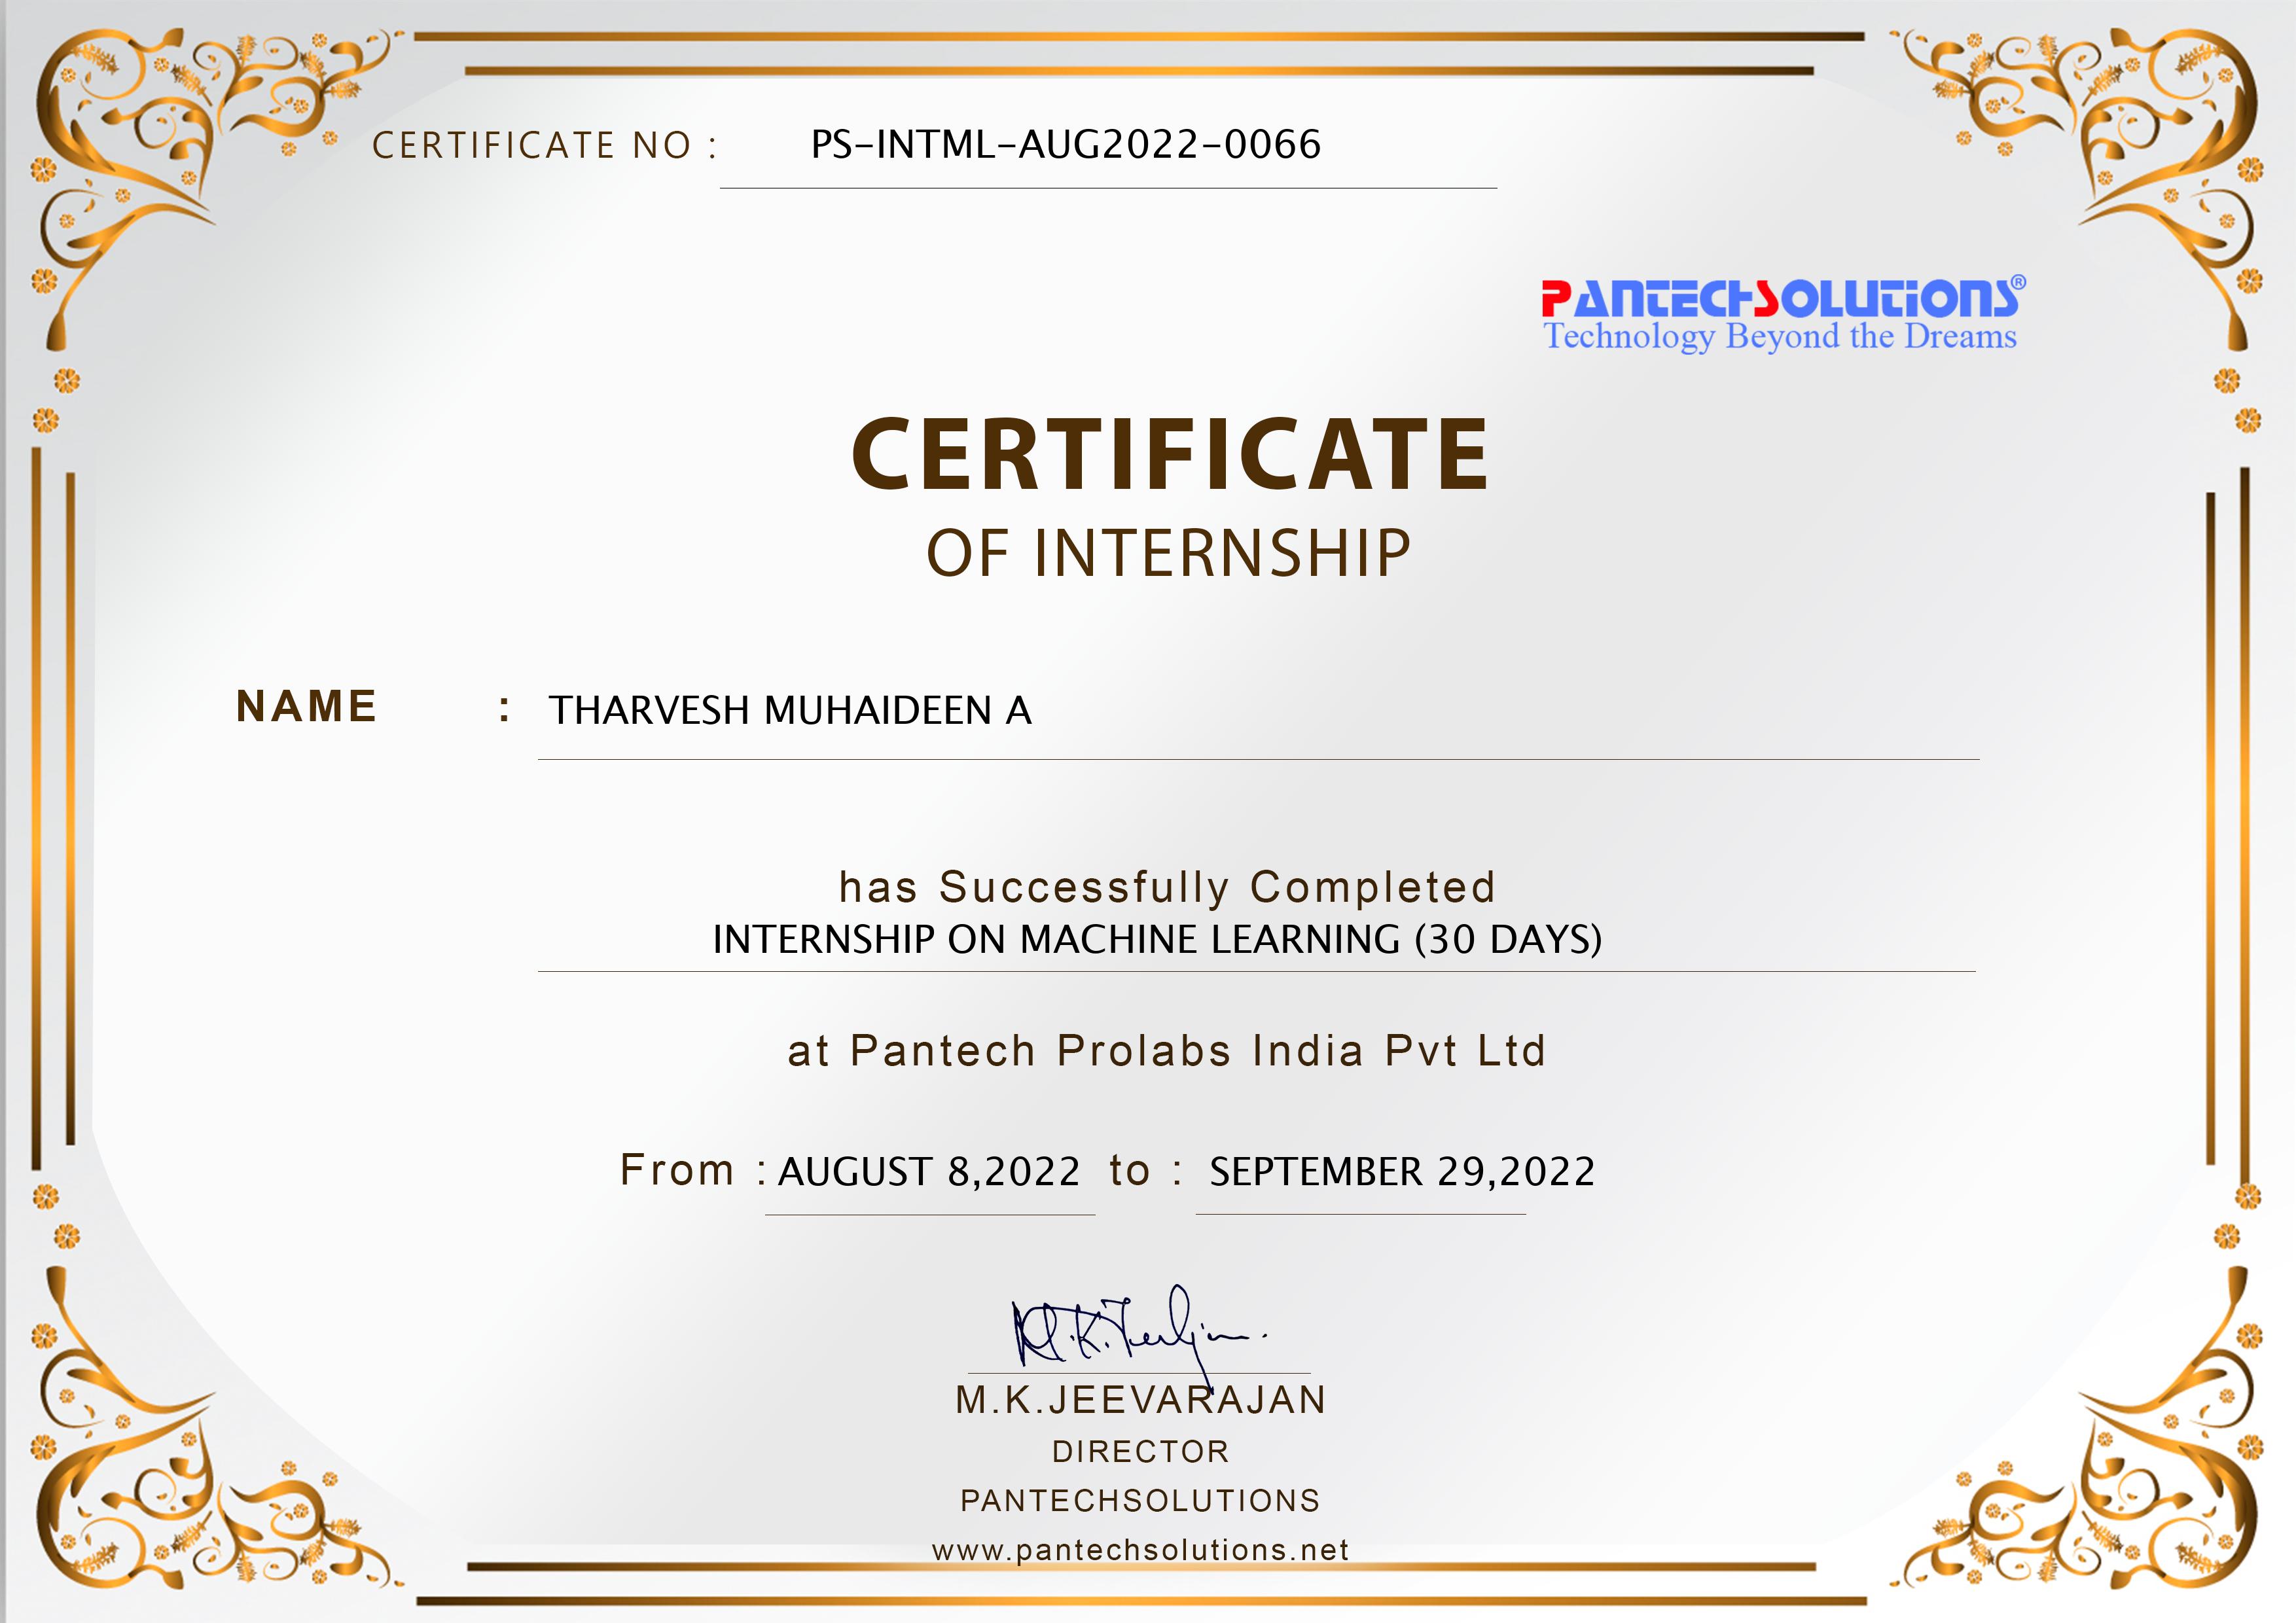 CERTIFICATE NO : PS-INTML-AUG2022-0066
PANTECHSOLUTIONS®
Technology Beyond the Dreams
CERTIFICATE
OF INTERNSHIP
NAME : THARVESH MUHAIDEEN A
has Successfully Completed
INTERNSHIP ON MACHINE LEARNING (30 DAYS)
at Pantech Prolabs India Pvt Ltd
From : AUGUST 8,2022 to : SEPTEMBER 29,2022
M.K.JEEVARAJAN
DIRECTOR
PANTECHSOLUTIONS
www.pantechsolutions.net